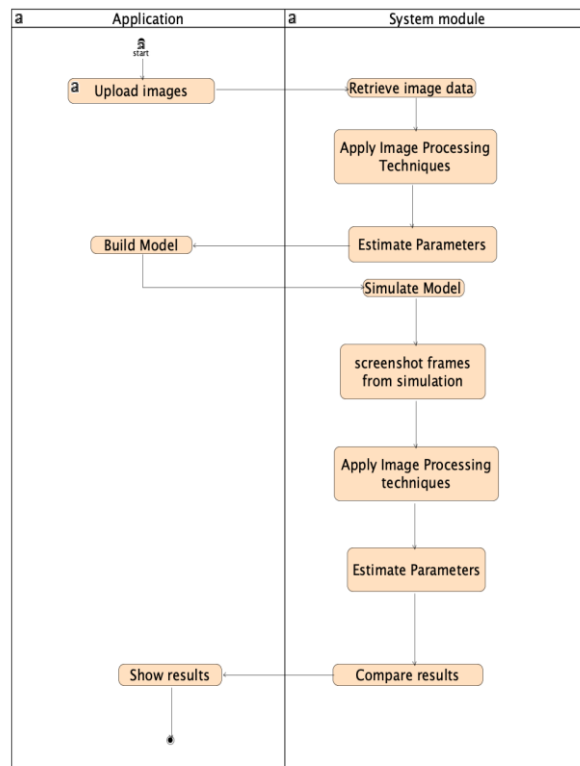 a Application
a System module
a
start
a Upload images
Retrieve image data
Apply Image Processing
Techniques
Build Model
Estimate Parameters
Simulate Model
screenshot frames
from simulation
Apply Image Processing
techniques
Estimate Parameters
Show results
Compare results